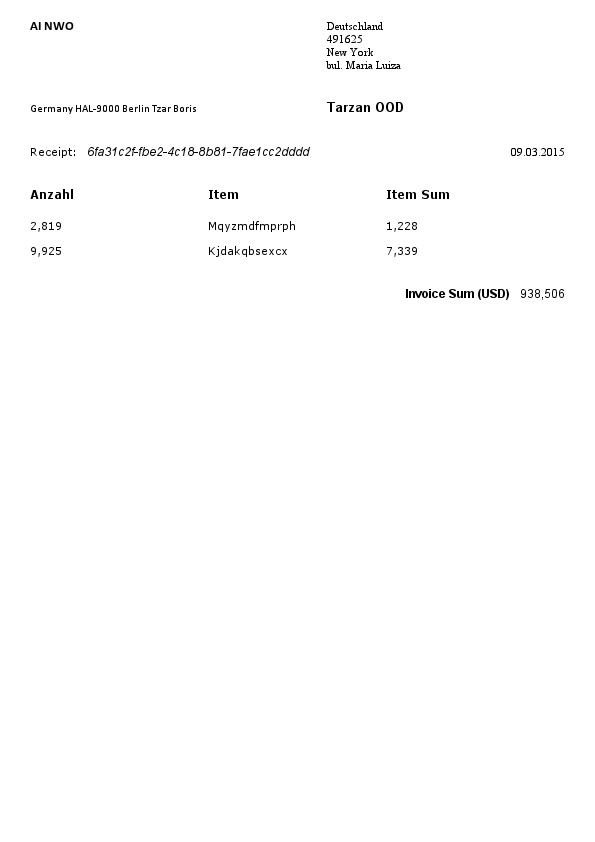 AI NWO
Deutschland
491625
New York
bul. Maria Luiza
Germany HAL-9000 Berlin Tzar Boris
Tarzan OOD
Receipt: 6fa31c2f-fbe2-4c18-8b81-7fae1cc2dddd 09.03.2015
Anzahl Item Item Sum
2,819 Mqyzmdfmprph 1,228
9,925 Kjdakqbsexcx 7,339
Invoice Sum (USD) 938,506